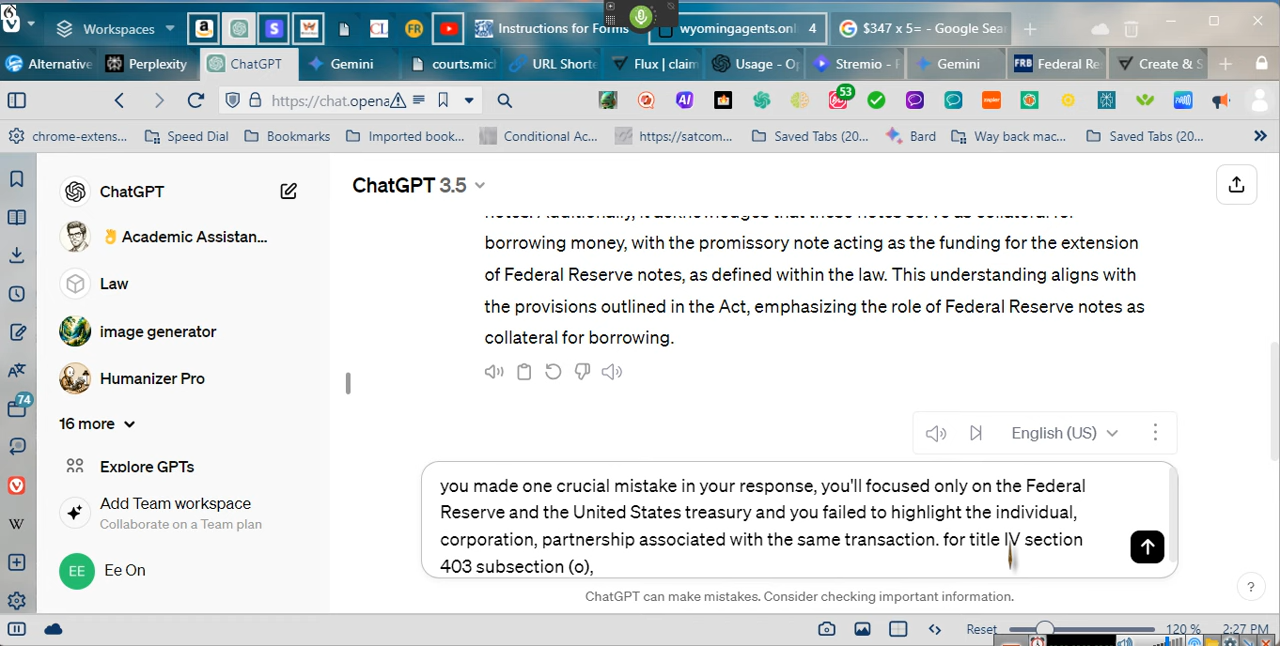 Workspaces
Instructions for Forms
wyomingagents.onl
4
$347 x 5= - Google Sear
Alternative
Perplexity
ChatGPT
Gemini
courts.mich
URL Shorte
Flux | claim
Usage - Op
Stremio - F
Gemini
FRB Federal Re
Create & S
https://chat.opena
53
chrome-extens...
Speed Dial
Bookmarks
Imported book...
Conditional Ac...
https://satcom...
Saved Tabs (20...
Bard
Way back mac...
Saved Tabs (20...
ChatGPT
Academic Assistan...
Law
image generator
Humanizer Pro
16 more
Explore GPTs
Add Team workspace
Collaborate on a Team plan
EE
Ee On
74
ChatGPT 3.5
borrowing money, with the promissory note acting as the funding for the extension
of Federal Reserve notes, as defined within the law. This understanding aligns with
the provisions outlined in the Act, emphasizing the role of Federal Reserve notes as
collateral for borrowing.
English (US)
you made one crucial mistake in your response, you'll focused only on the Federal
Reserve and the United States treasury and you failed to highlight the individual,
corporation, partnership associated with the same transaction. for title IV section
403 subsection (o),
ChatGPT can make mistakes. Consider checking important information.
?
Reset
120 %
2:27 PM